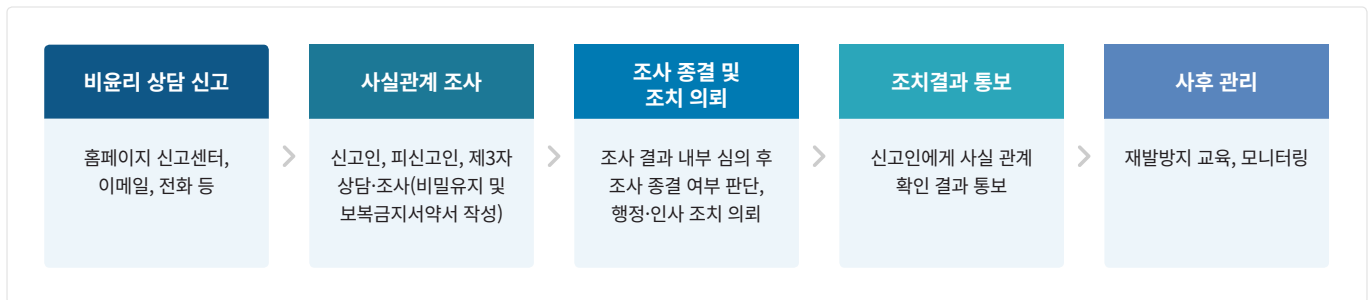 비윤리 상담 신고
홈페이지 신고센터,
이메일, 전화 등
사실관계 조사
신고인, 피신고인, 제3자
상담·조사(비밀유지 및
보복금지서약서 작성)
조사 종결 및
조치 의뢰
조사 결과 내부 심의 후
조사 종결 여부 판단,
행정·인사 조치 의뢰
조치결과 통보
신고인에게 사실 관계
확인 결과 통보
사후 관리
재발방지 교육, 모니터링